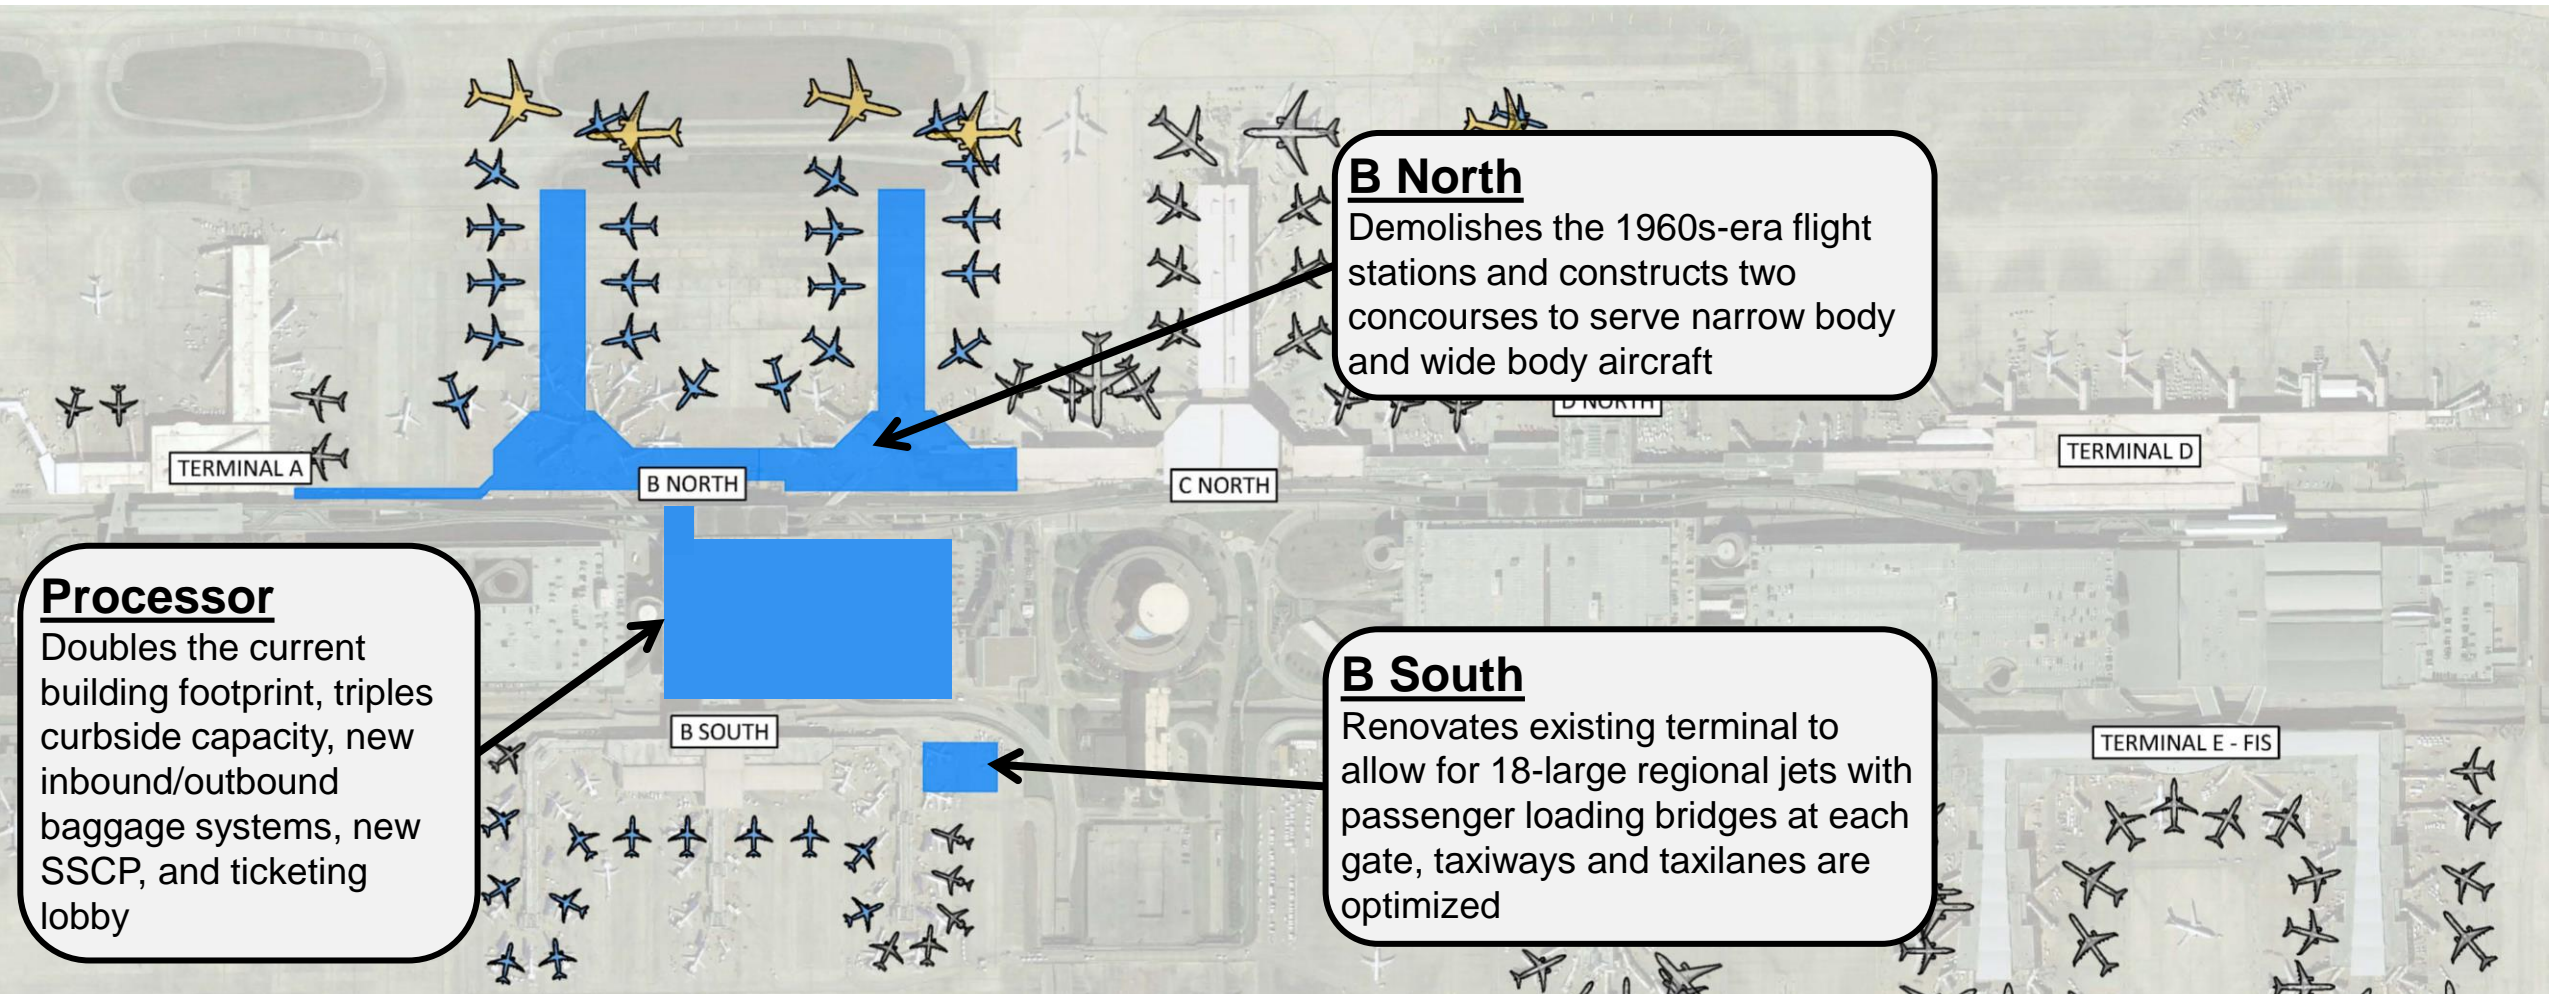 B North
Demolishes the 1960s-era flight
stations and constructs two
concourses to serve narrow body
and wide body aircraft
D NORTH
TERMINAL A
B NORTH
C NORTH
TERMINAL D
Processor
Doubles the current
building footprint, triples
curbside capacity, new
inbound/outbound
baggage systems, new
SSCP, and ticketing
lobby
B SOUTH
B South
Renovates existing terminal to
allow for 18-large regional jets with
passenger loading bridges at each
gate, taxiways and taxilanes are
optimized
TERMINAL E - FIS